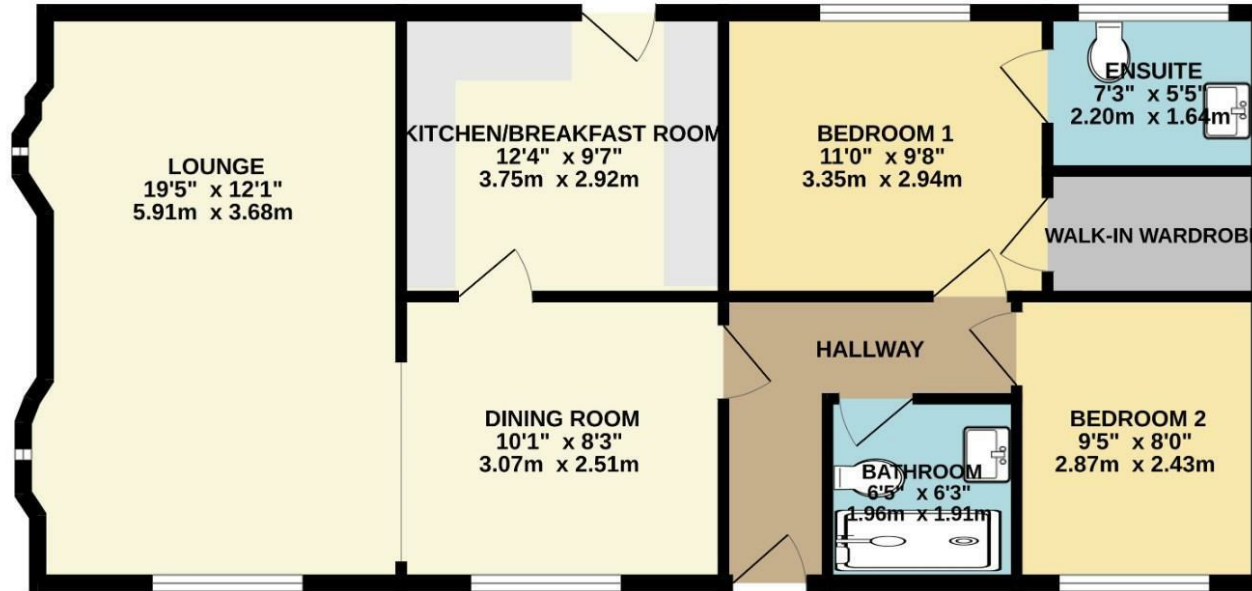 LOUNGE
19'5" x 12'1"
5.91m x 3.68m
KITCHEN/BREAKFAST ROOM
12'4" x 9'7"
3.75m x 2.92m
BEDROOM 1
11'0" x 9'8"
3.35m x 2.94m
ENSUITE
7'3" x 5'5"
2.20m x 1.64m
WALK-IN WARDROBE
HALLWAY
DINING ROOM
10'1" x 8'3"
3.07m x 2.51m
BATHROOM
6'5" x 6'3"
1.96m x 1.91m
BEDROOM 2
9'5" x 8'0"
2.87m x 2.43m